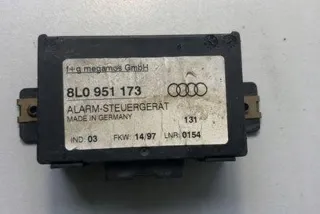 f+g megamos GmbH
8L0 951 173
ALARM-STEUERGERÄT
MADE IN GERMANY 131
IND: 03 FKW: 14/97 LNR: 0154